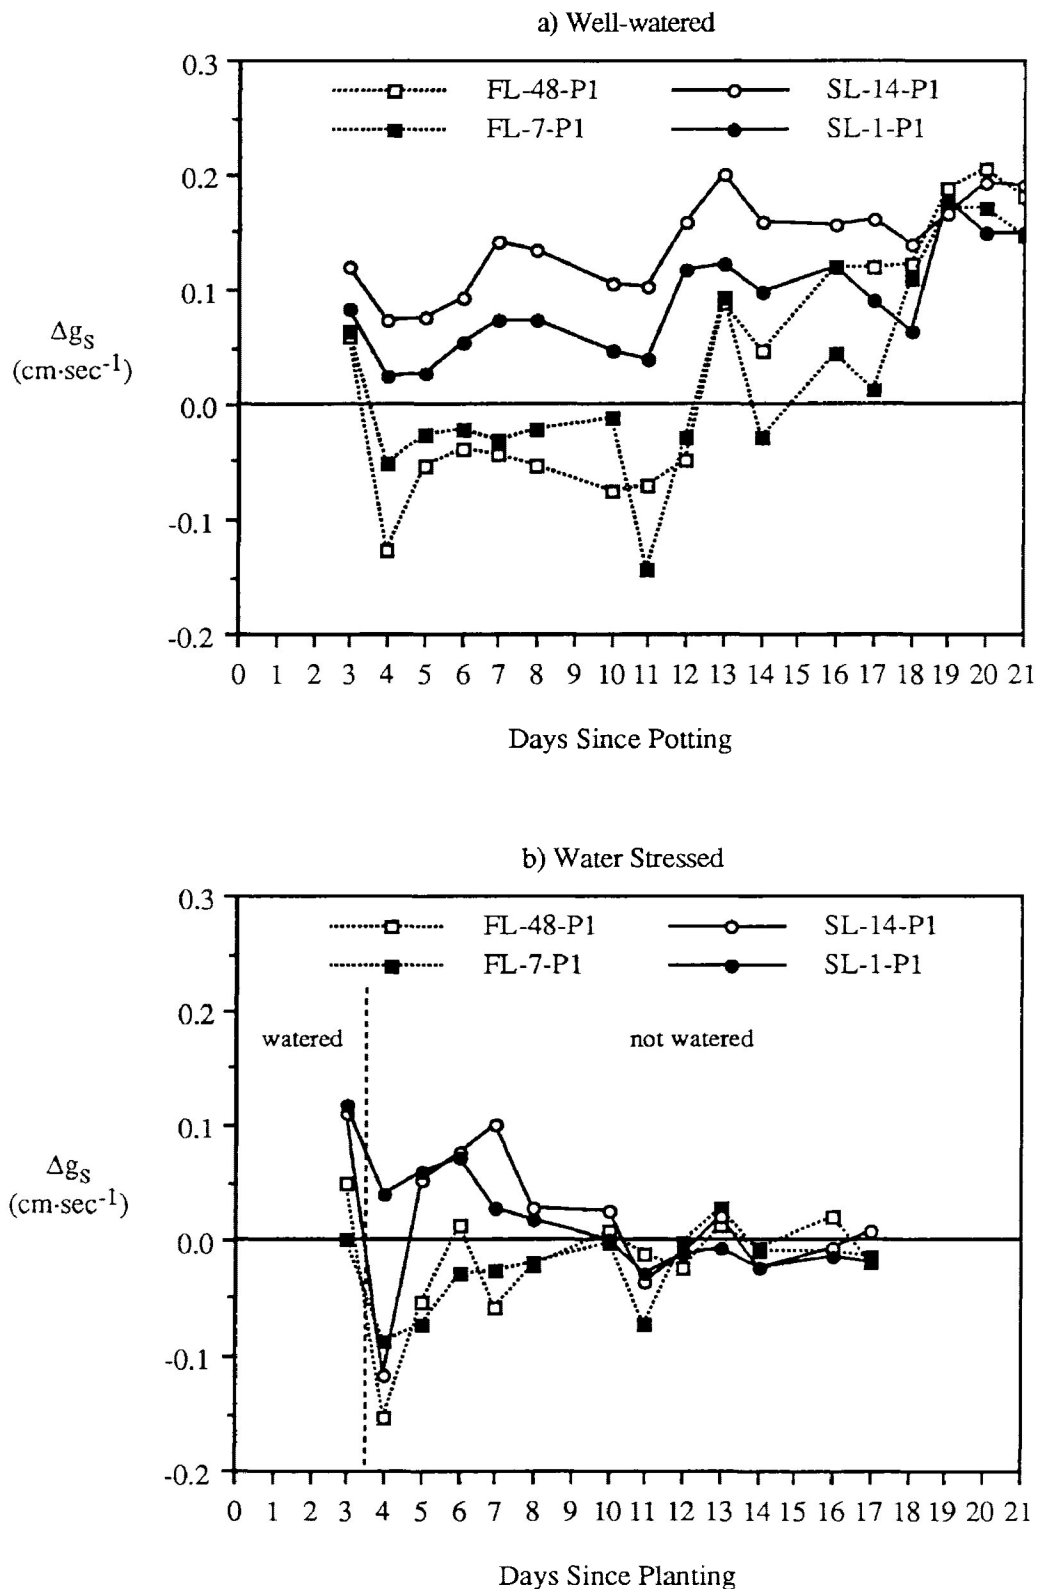 a) Well-watered
0.3
FL-48-P1 SL-14-P1
FL-7-P1 SL-1-P1
0.2
0.1
Δgs
(cm·sec-1)
0.0
-0.1
-0.2
0 1 2 3 4 5 6 7 8 9 10 11 12 13 14 15 16 17 18 19 20 21
Days Since Potting
b) Water Stressed
0.3
FL-48-P1 SL-14-P1
FL-7-P1 SL-1-P1
0.2
watered not watered
0.1
Δgs
(cm·sec-1)
0.0
-0.1
-0.2
0 1 2 3 4 5 6 7 8 9 10 11 12 13 14 15 16 17 18 19 20 21
Days Since Planting